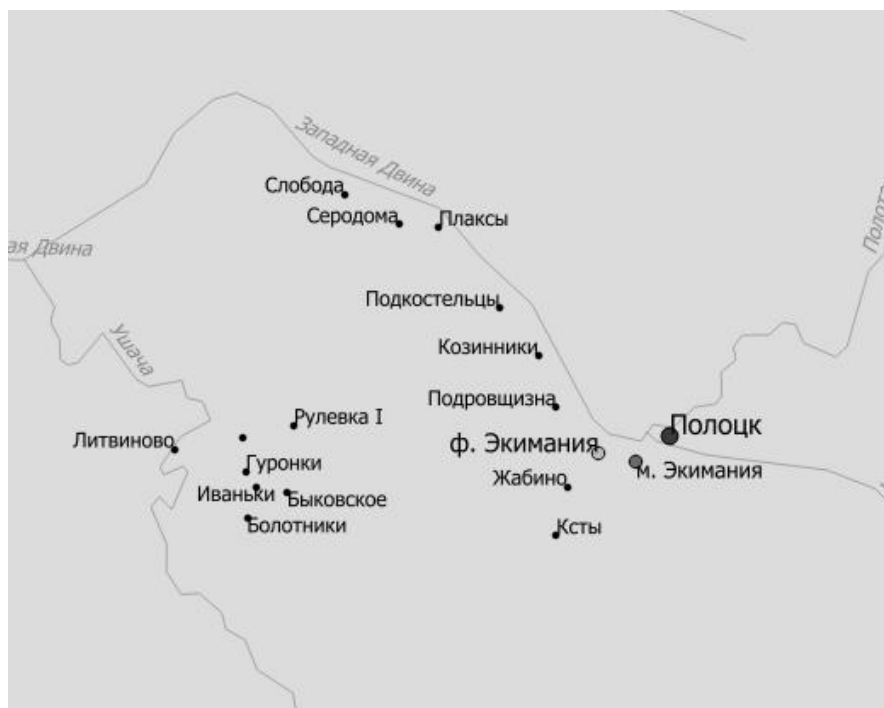 Западная Двина
Слобода
Серодома
Плаксы
Полота
ая Двина
Подкостельцы
Ушача
Козинники
Подровщизна
Рулевка I
Полоцк
Литвиново
ф. Экимания
Гуронки
Жабино
м. Экимания
Иваньки
Быковское
Болотники
Ксты